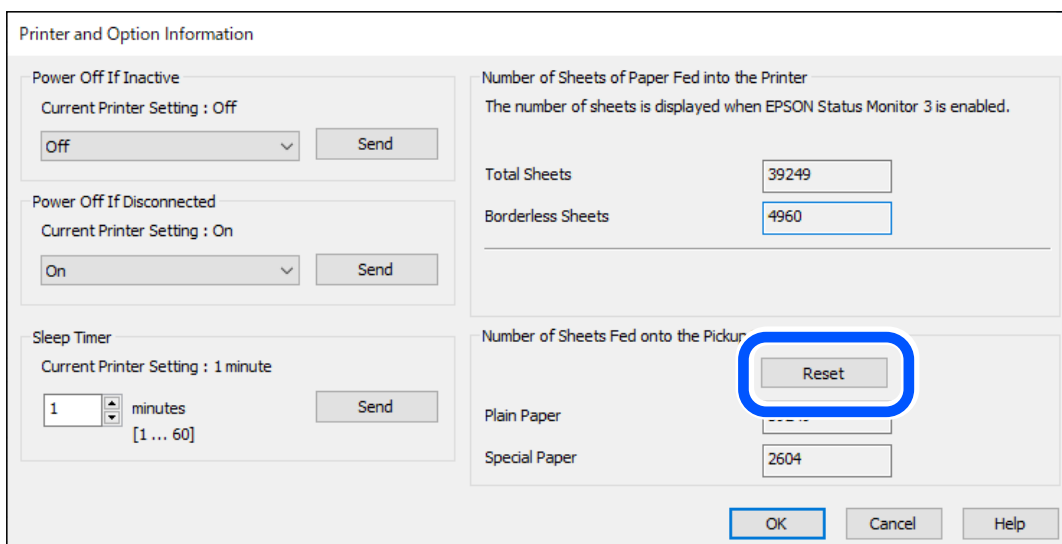 Printer and Option Information
Power Off If Inactive
Current Printer Setting : Off
Off
Send
Power Off If Disconnected
Current Printer Setting : On
On
Send
Sleep Timer
Current Printer Setting : 1 minute
1
minutes
Send
[1 ... 60]
Number of Sheets of Paper Fed into the Printer
The number of sheets is displayed when EPSON Status Monitor 3 is enabled.
Total Sheets
39249
Borderless Sheets
4960
Number of Sheets Fed onto the Pickup
Reset
Plain Paper
Special Paper
2604
OK
Cancel
Help